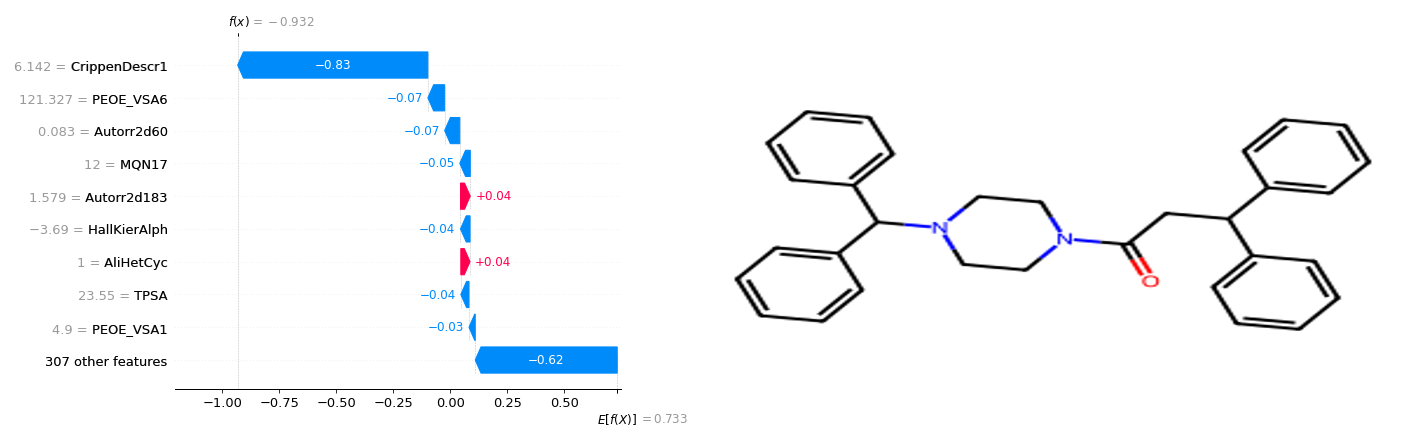 f(x) = −0.932
6.142 = CrippenDescr1
−0.83
121.327 = PEOE_VSA6
−0.07
0.083 = Autorr2d60
−0.07
12 = MQN17
−0.05
1.579 = Autorr2d183
+0.04
−3.69 = HallKierAlph
−0.04
1 = AliHetCyc
+0.04
23.55 = TPSA
−0.04
4.9 = PEOE_VSA1
−0.03
307 other features
−0.62
−1.00 −0.75 −0.50 −0.25 0.00 0.25 0.50
E[f(X)] = 0.733
N
N
O